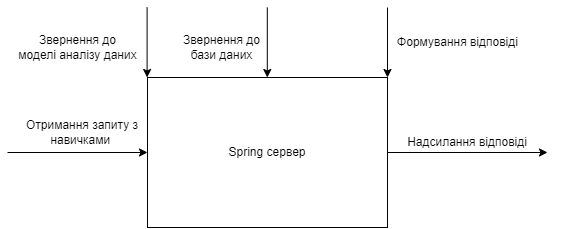 Звернення до
моделі аналізу даних
Звернення до
бази даних
Формування відповіді
Отримання запиту з
навичками
Spring сервер
Надсилання відповіді